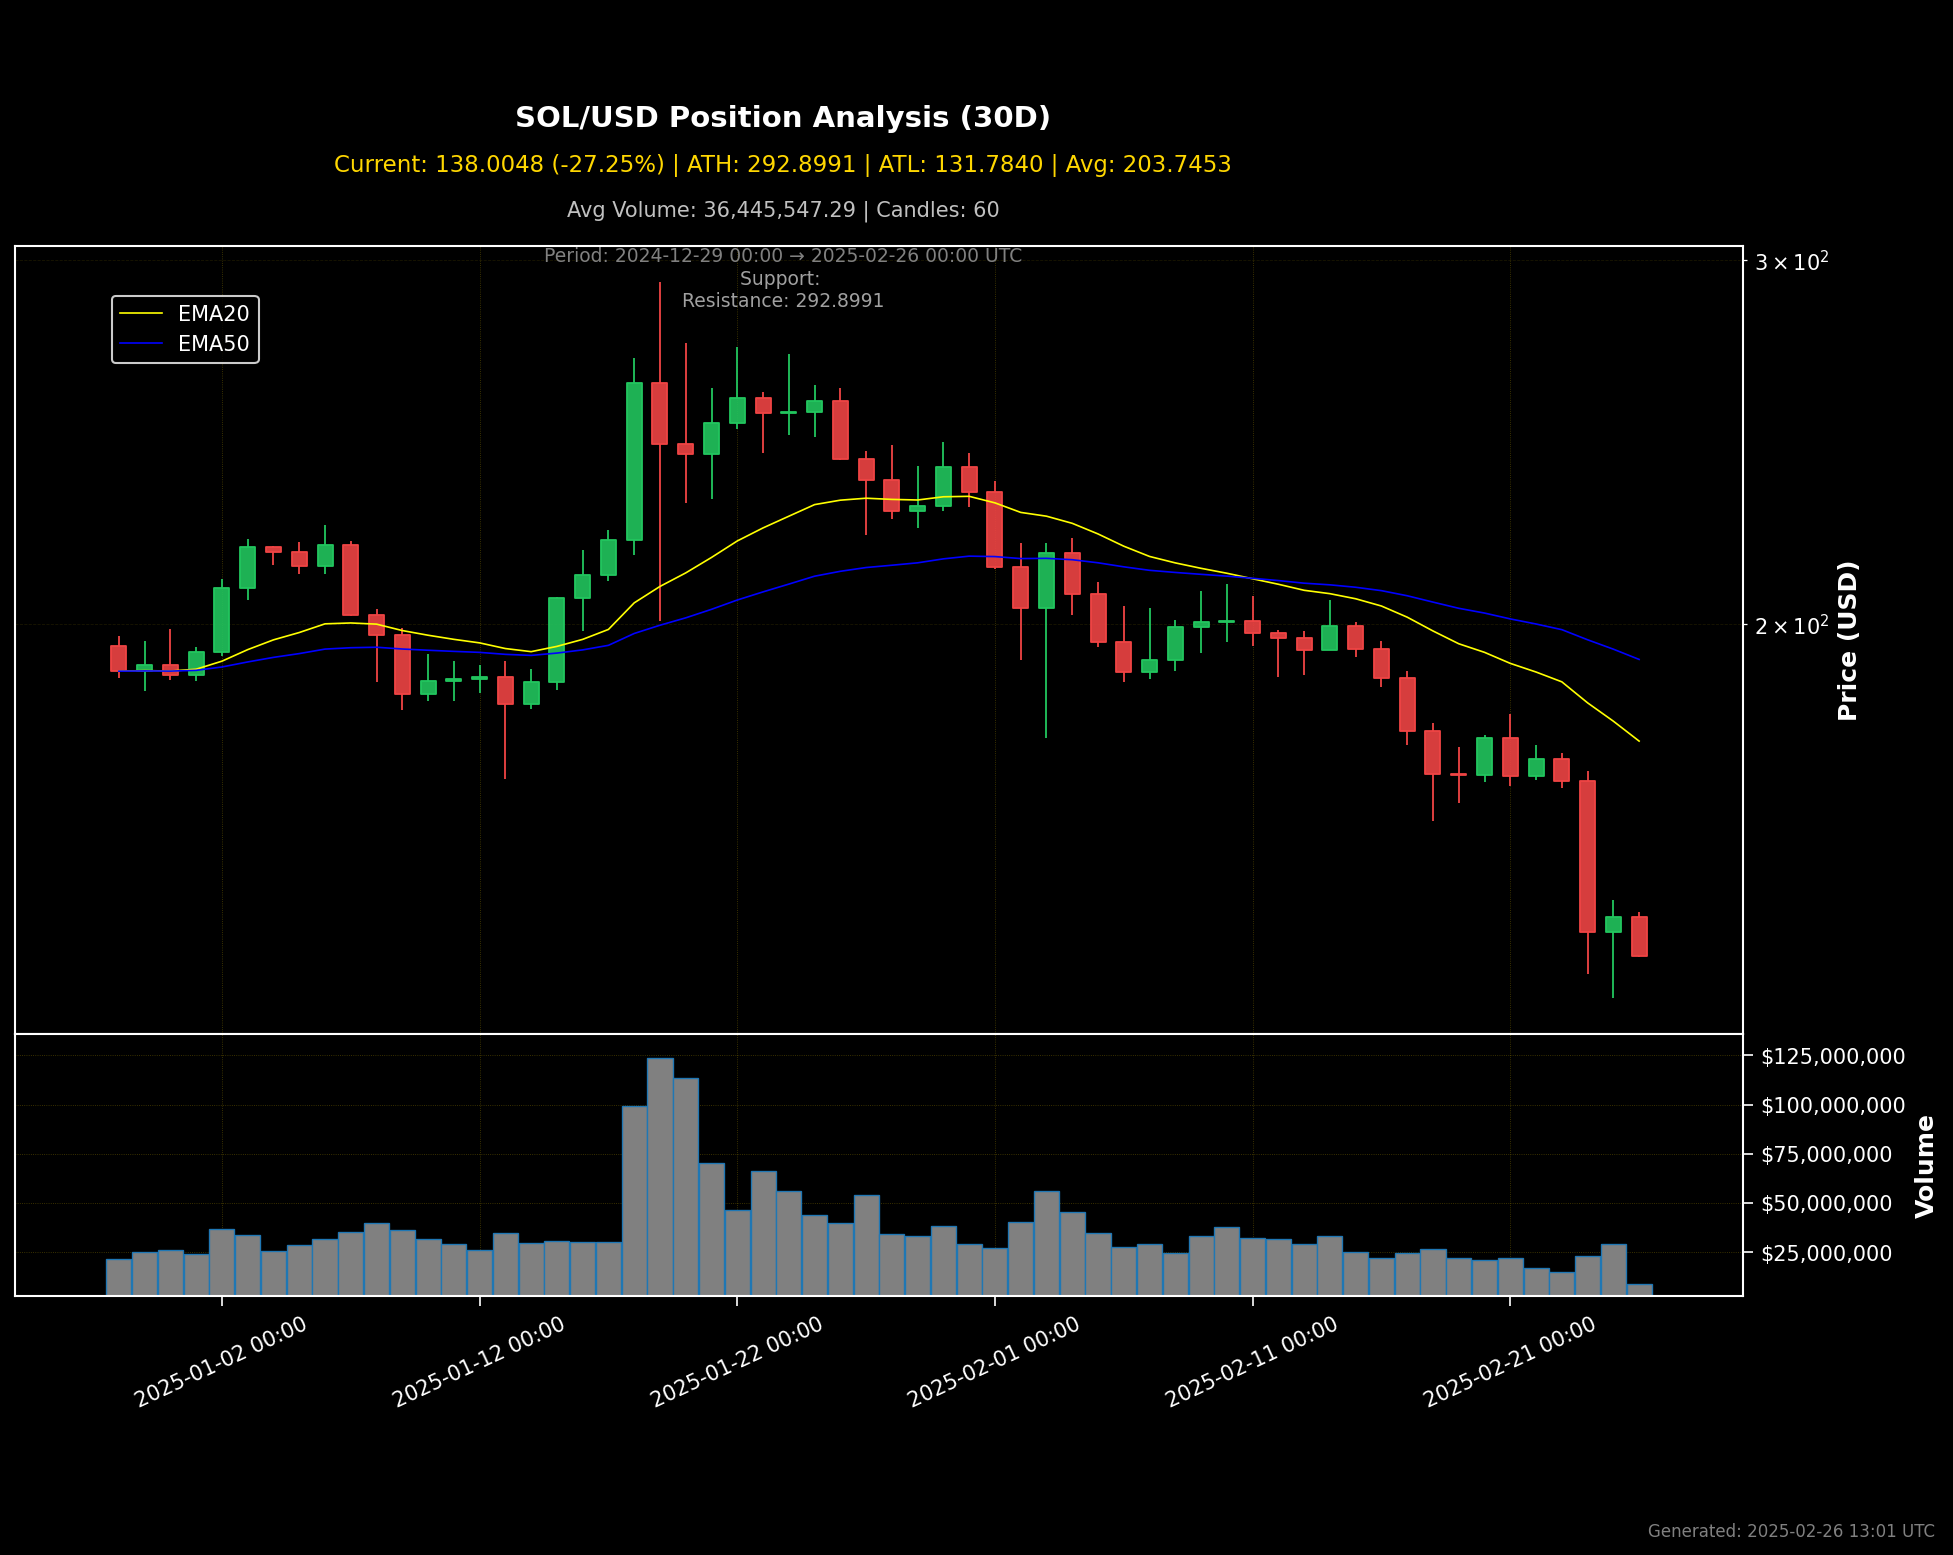 SOL/USD Position Analysis (30D)
Current: 138.0048 (-27.25%) | ATH: 292.8991 | ATL: 131.7840 | Avg: 203.7453
Avg Volume: 36,445,547.29 | Candles: 60
Period: 2024-12-29 00:00 → 2025-02-26 00:00 UTC
Support:
Resistance: 292.8991
EMA20
EMA50
3 × 10²
2 × 10²
Price (USD)
$125,000,000
$100,000,000
$75,000,000
$50,000,000
$25,000,000
Volume
2025-01-02 00:00
2025-01-12 00:00
2025-01-22 00:00
2025-02-01 00:00
2025-02-11 00:00
2025-02-21 00:00
Generated: 2025-02-26 13:01 UTC